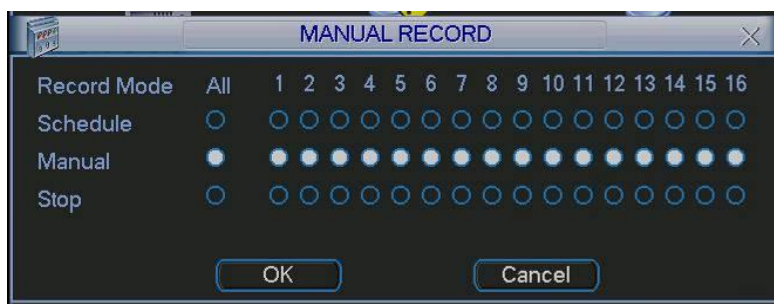 MANUAL RECORD
Record Mode All 1 2 3 4 5 6 7 8 9 10 11 12 13 14 15 16
Schedule
Manual
Stop
OK Cancel